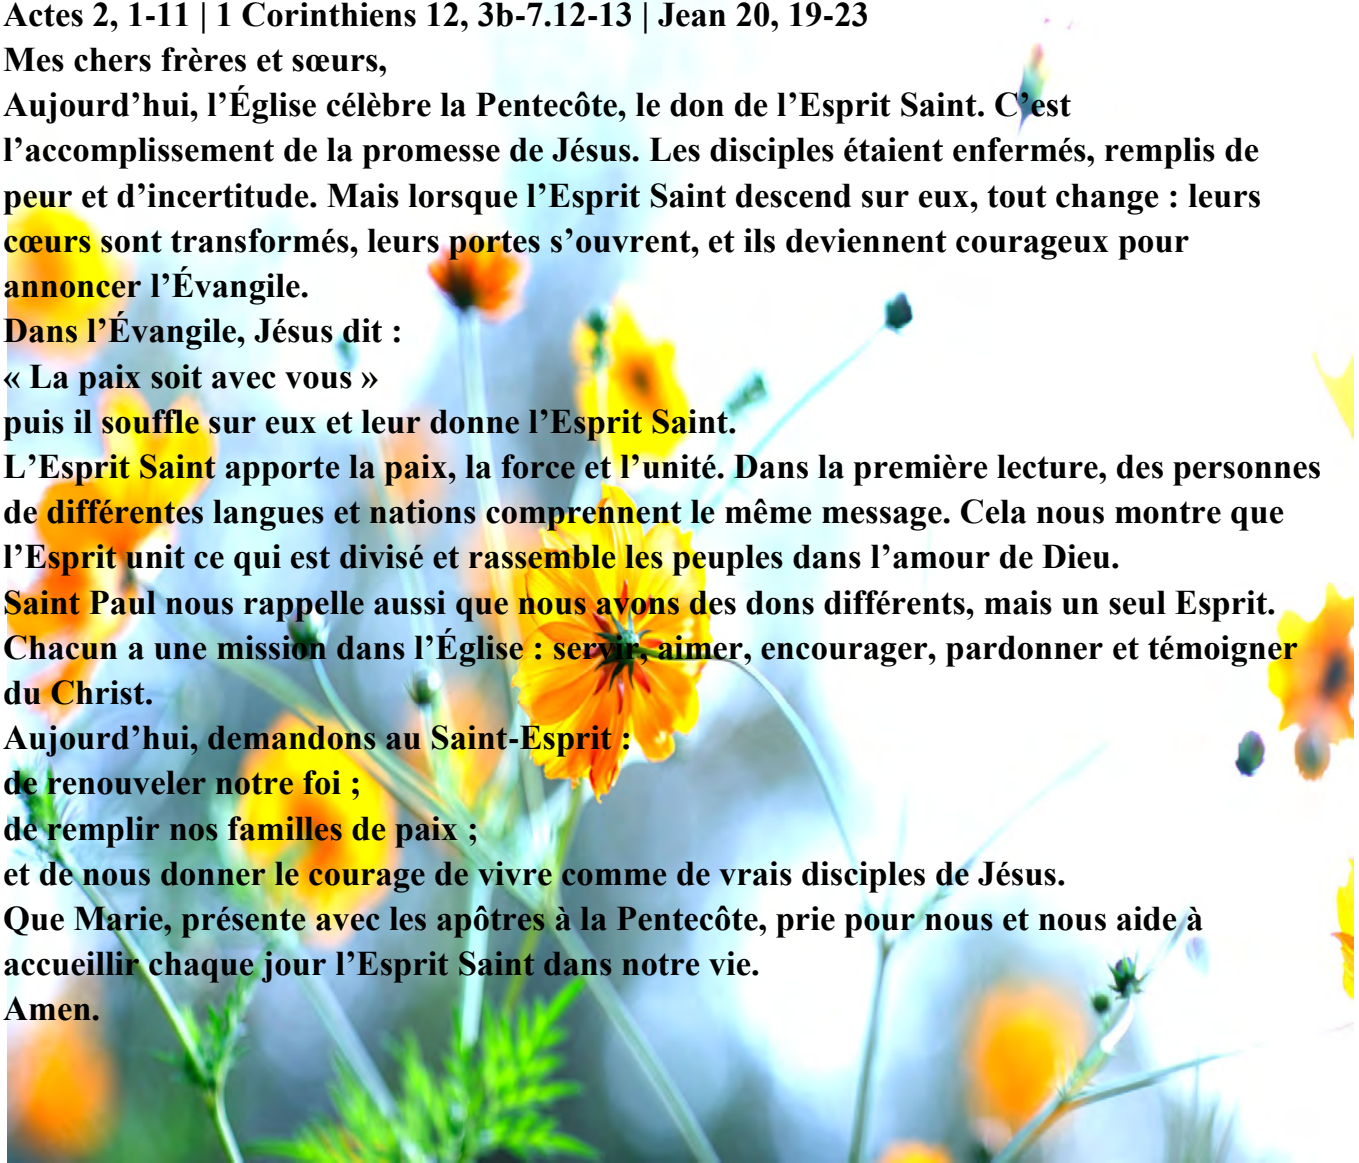 Actes 2, 1-11 | 1 Corinthiens 12, 3b-7.12-13 | Jean 20, 19-23
Mes chers frères et sœurs,
Aujourd’hui, l’Église célèbre la Pentecôte, le don de l’Esprit Saint. C’est
l’accomplissement de la promesse de Jésus. Les disciples étaient enfermés, remplis de
peur et d’incertitude. Mais lorsque l’Esprit Saint descend sur eux, tout change : leurs
cœurs sont transformés, leurs portes s’ouvrent, et ils deviennent courageux pour
annoncer l’Évangile.
Dans l’Évangile, Jésus dit :
« La paix soit avec vous »
puis il souffle sur eux et leur donne l’Esprit Saint.
L’Esprit Saint apporte la paix, la force et l’unité. Dans la première lecture, des personnes
de différentes langues et nations comprennent le même message. Cela nous montre que
l’Esprit unit ce qui est divisé et rassemble les peuples dans l’amour de Dieu.
Saint Paul nous rappelle aussi que nous avons des dons différents, mais un seul Esprit.
Chacun a une mission dans l’Église : servir, aimer, encourager, pardonner et témoigner
du Christ.
Aujourd’hui, demandons au Saint-Esprit :
de renouveler notre foi ;
de remplir nos familles de paix ;
et de nous donner le courage de vivre comme de vrais disciples de Jésus.
Que Marie, présente avec les apôtres à la Pentecôte, prie pour nous et nous aide à
accueillir chaque jour l’Esprit Saint dans notre vie.
Amen.